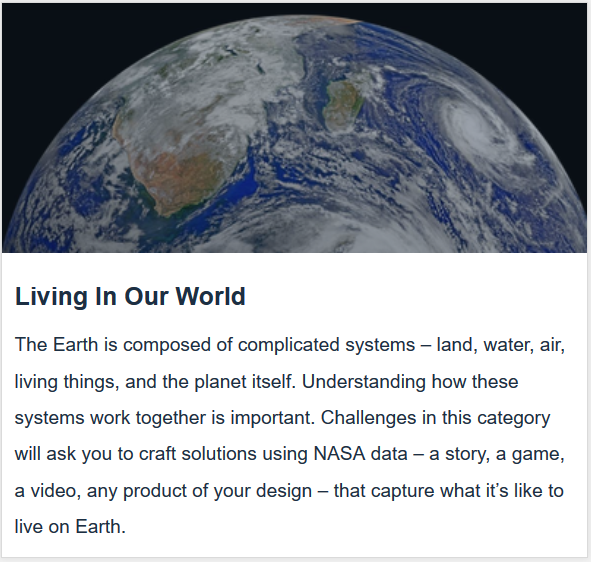 Living In Our World
The Earth is composed of complicated systems – land, water, air,
living things, and the planet itself. Understanding how these
systems work together is important. Challenges in this category
will ask you to craft solutions using NASA data – a story, a game,
a video, any product of your design – that capture what it’s like to
live on Earth.